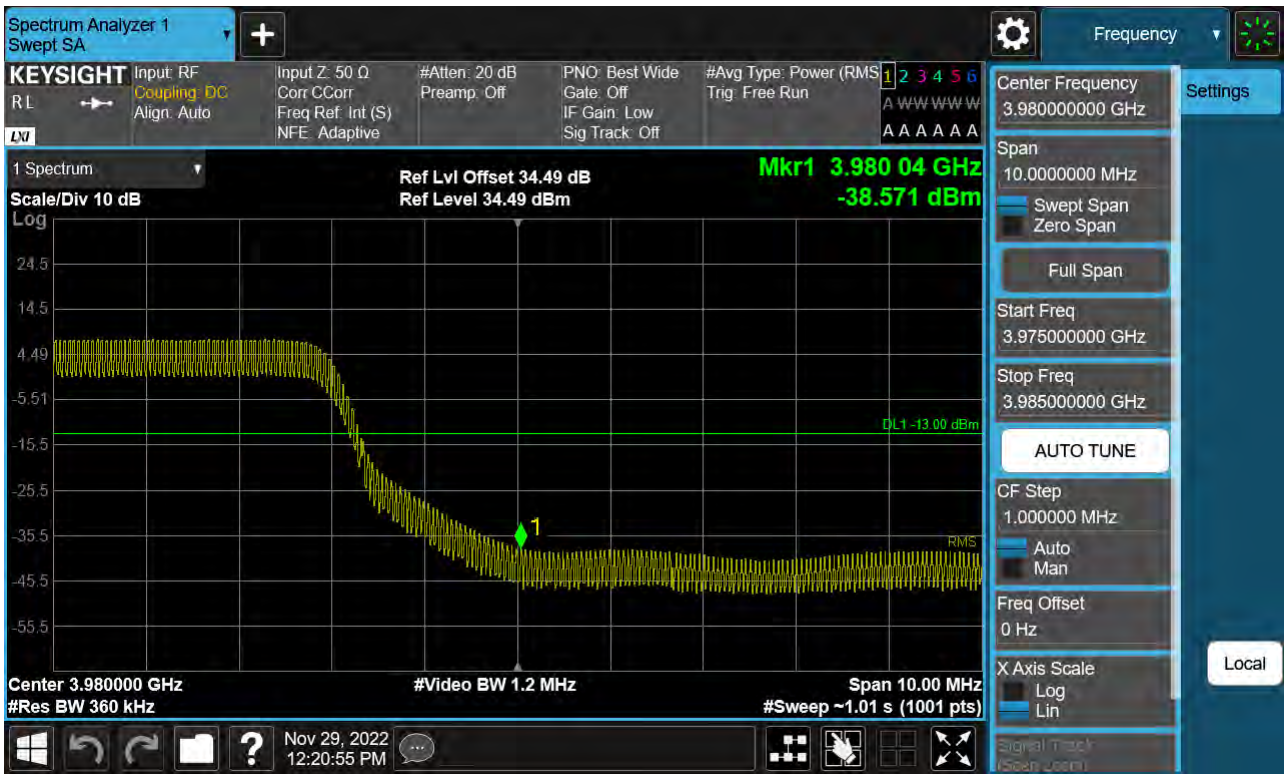 Spectrum Analyzer 1
Swept SA
+
Frequency
KEYSIGHT
R L
LXI
Input: RF
Coupling: DC
Align: Auto
Input Z: 50 Ω
Corr CCorr
Freq Ref: Int (S)
NFE: Adaptive
#Atten: 20 dB
Preamp: Off
PNO: Best Wide
Gate: Off
IF Gain: Low
Sig Track: Off
#Avg Type: Power (RMS
Trig: Free Run
1 2 3 4 5 6
A W W W W W
A A A A A A
1 Spectrum
Scale/Div 10 dB
Log
Ref Lvl Offset 34.49 dB
Ref Level 34.49 dBm
Mkr1 3.980 04 GHz
-38.571 dBm
24.5
14.5
4.49
-5.51
-15.5
-25.5
-35.5
-45.5
-55.5
DL1 -13.00 dBm
1
RMS
Center 3.980000 GHz
#Res BW 360 kHz
#Video BW 1.2 MHz
Span 10.00 MHz
#Sweep ~1.01 s (1001 pts)
Center Frequency
3.980000000 GHz
Settings
Span
10.0000000 MHz
Swept Span
Zero Span
Full Span
Start Freq
3.975000000 GHz
Stop Freq
3.985000000 GHz
AUTO TUNE
CF Step
1.000000 MHz
Auto
Man
Freq Offset
0 Hz
X Axis Scale
Log
Lin
Local
Signal Track
(Span Zoom)
?
Nov 29, 2022
12:20:55 PM